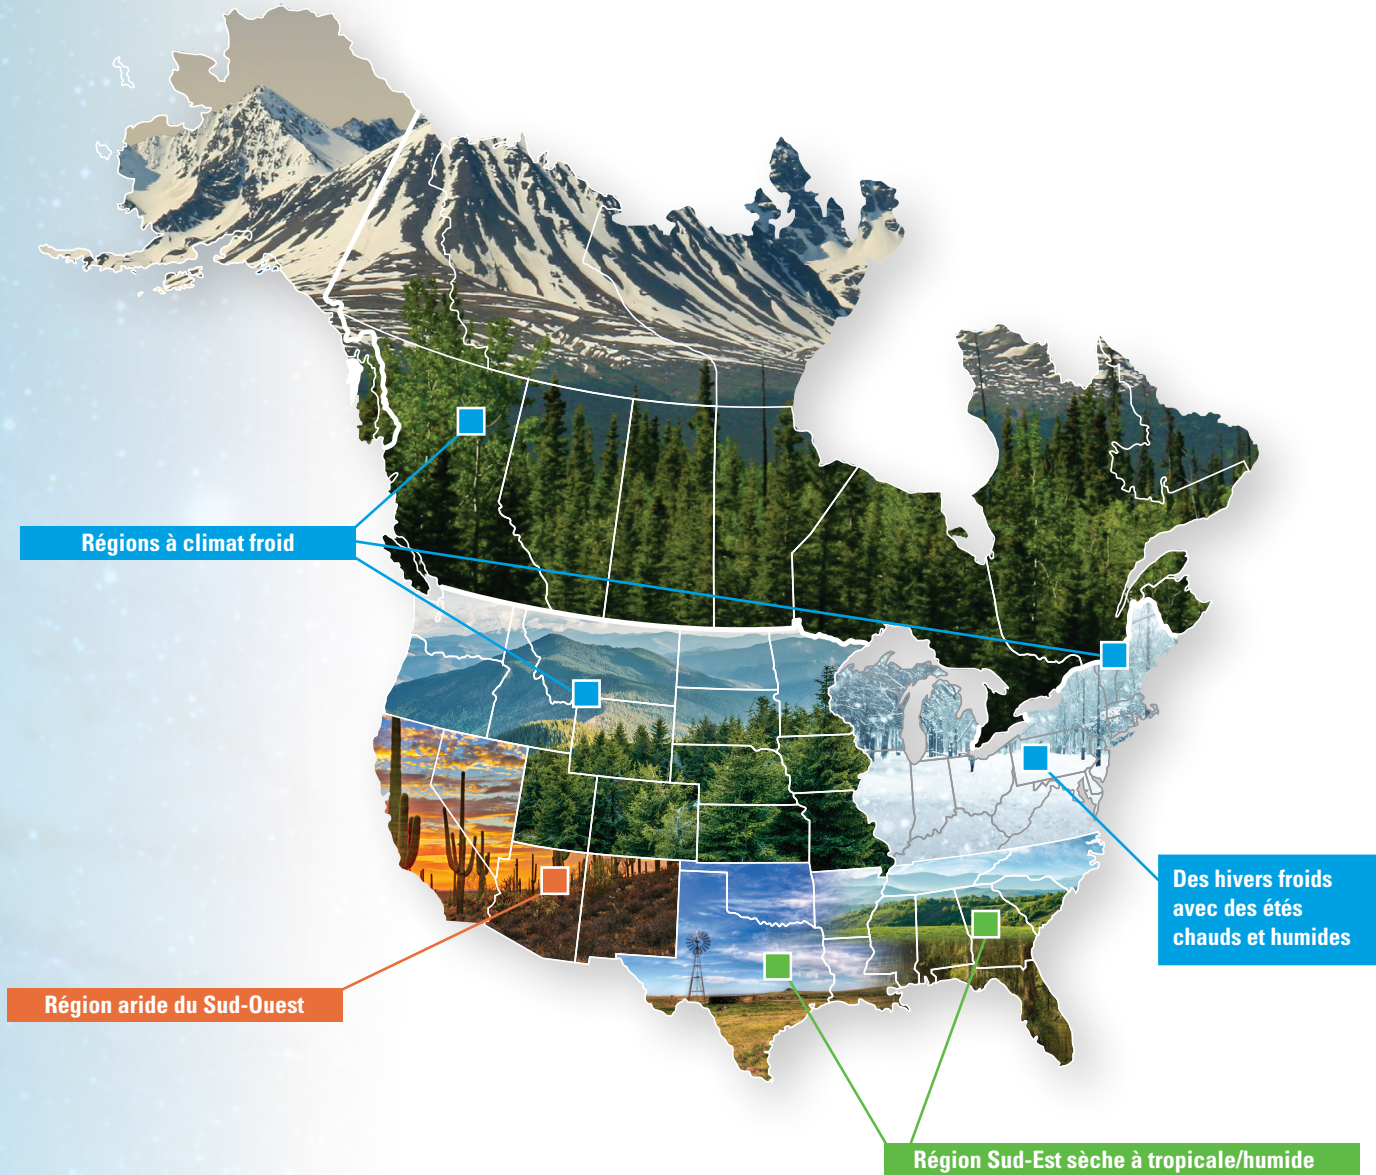 Régions à climat froid
Des hivers froids
avec des étés
chauds et humides
Région aride du Sud-Ouest
Région Sud-Est sèche à tropicale/humide